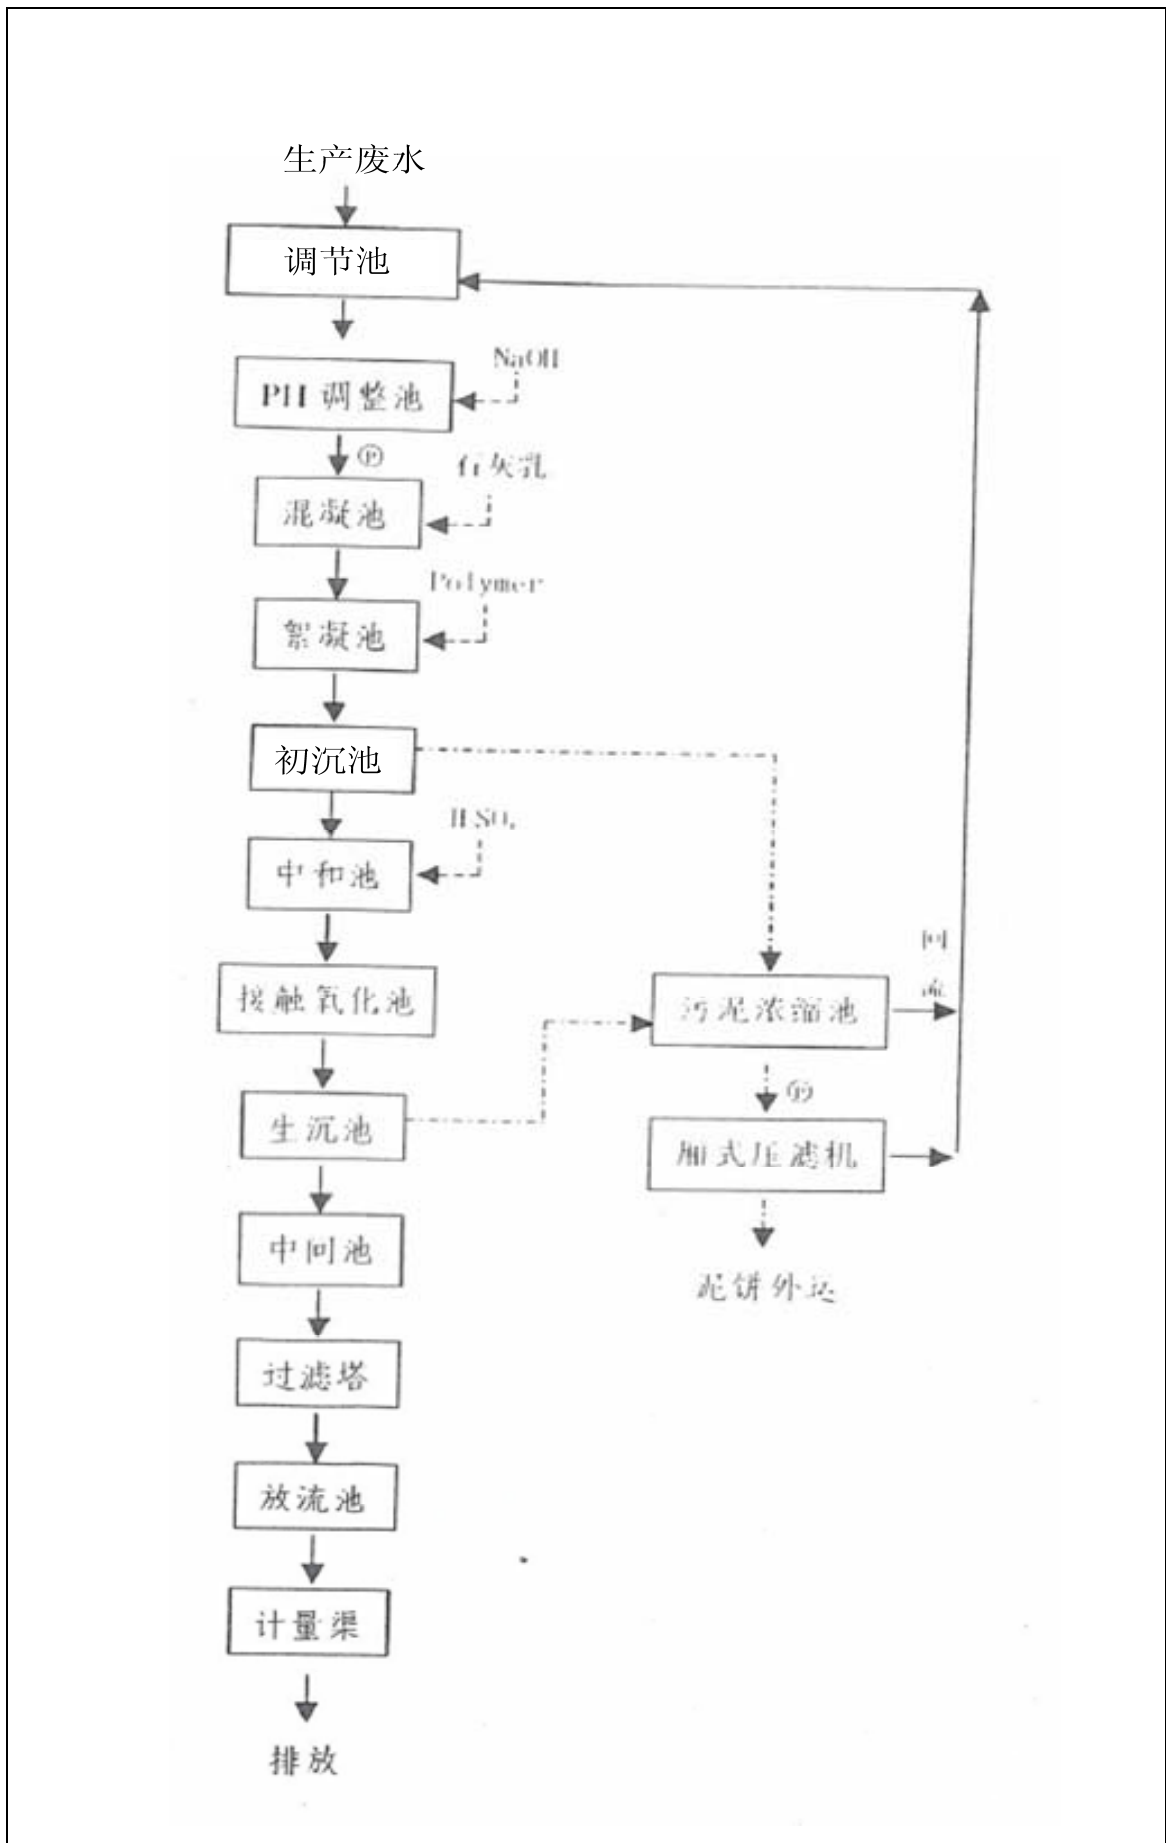 生产废水
调节池
NaOH
PH调整池
Ⓟ
石灰乳
混凝池
Polymer
絮凝池
初沉池
中和池
回
流
接触氧化池
污泥浓缩池
Ⓟ
生沉池
厢式压滤机
中间池
泥饼外运
过滤塔
放流池
计量渠
排放